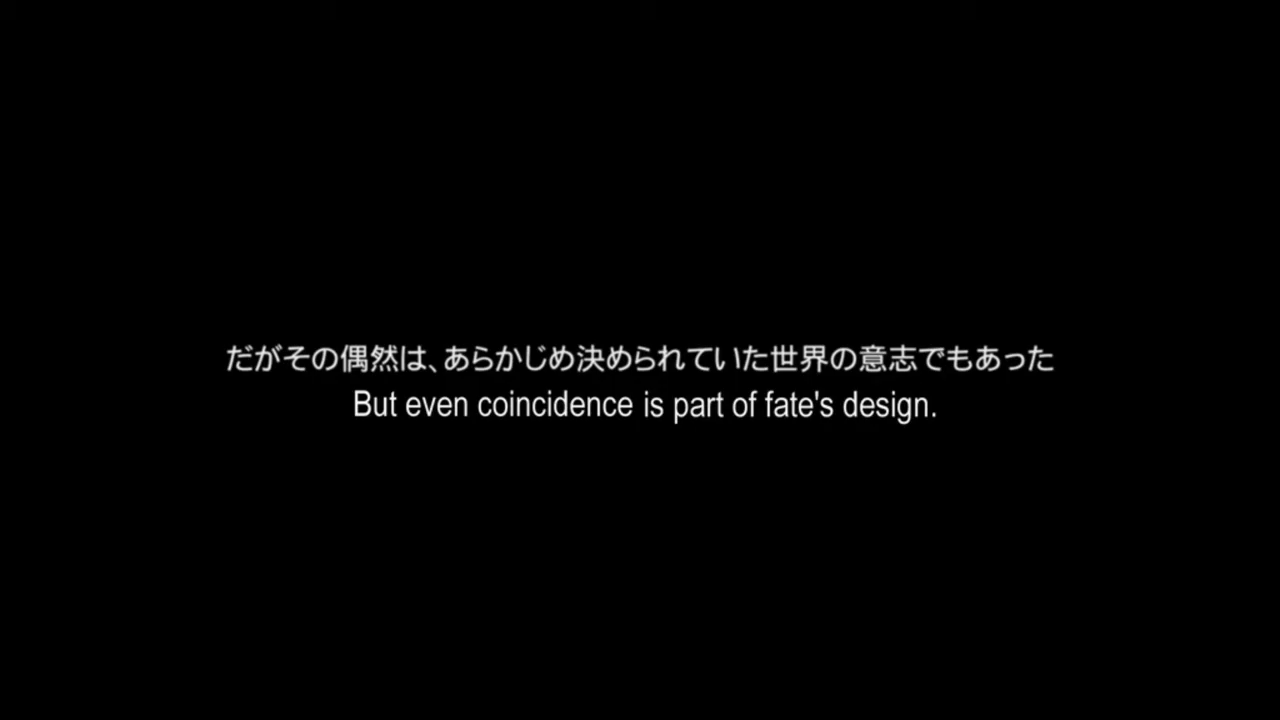 だがその偶然は、あらかじめ決められていた世界の意志でもあった
But even coincidence is part of fate's design.